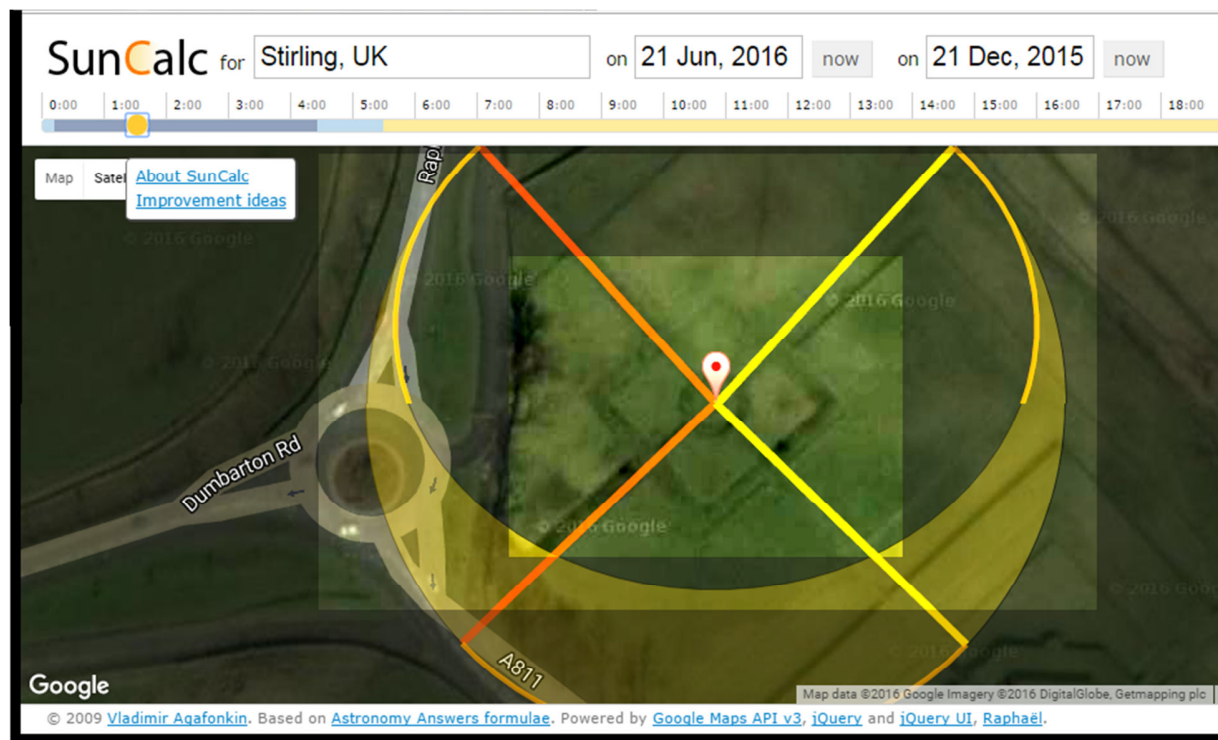 SunCalc for Stirling, UK on 21 Jun, 2016 now on 21 Dec, 2015 now
0:00 1:00 2:00 3:00 4:00 5:00 6:00 7:00 8:00 9:00 10:00 11:00 12:00 13:00 14:00 15:00 16:00 17:00 18:00
Map Satel
About SunCalc
Improvement ideas
Rapl
© 2016 Google
© 2016 Google
© 2016 Google
© 2016 Google
© 2016 Google
Dumbarton Rd
© 2016 Google
A811
Google
Map data ©2016 Google Imagery ©2016 DigitalGlobe, Getmapping plc
© 2009 Vladimir Agafonkin. Based on Astronomy Answers formulae. Powered by Google Maps API v3, jQuery and jQuery UI, Raphaël.